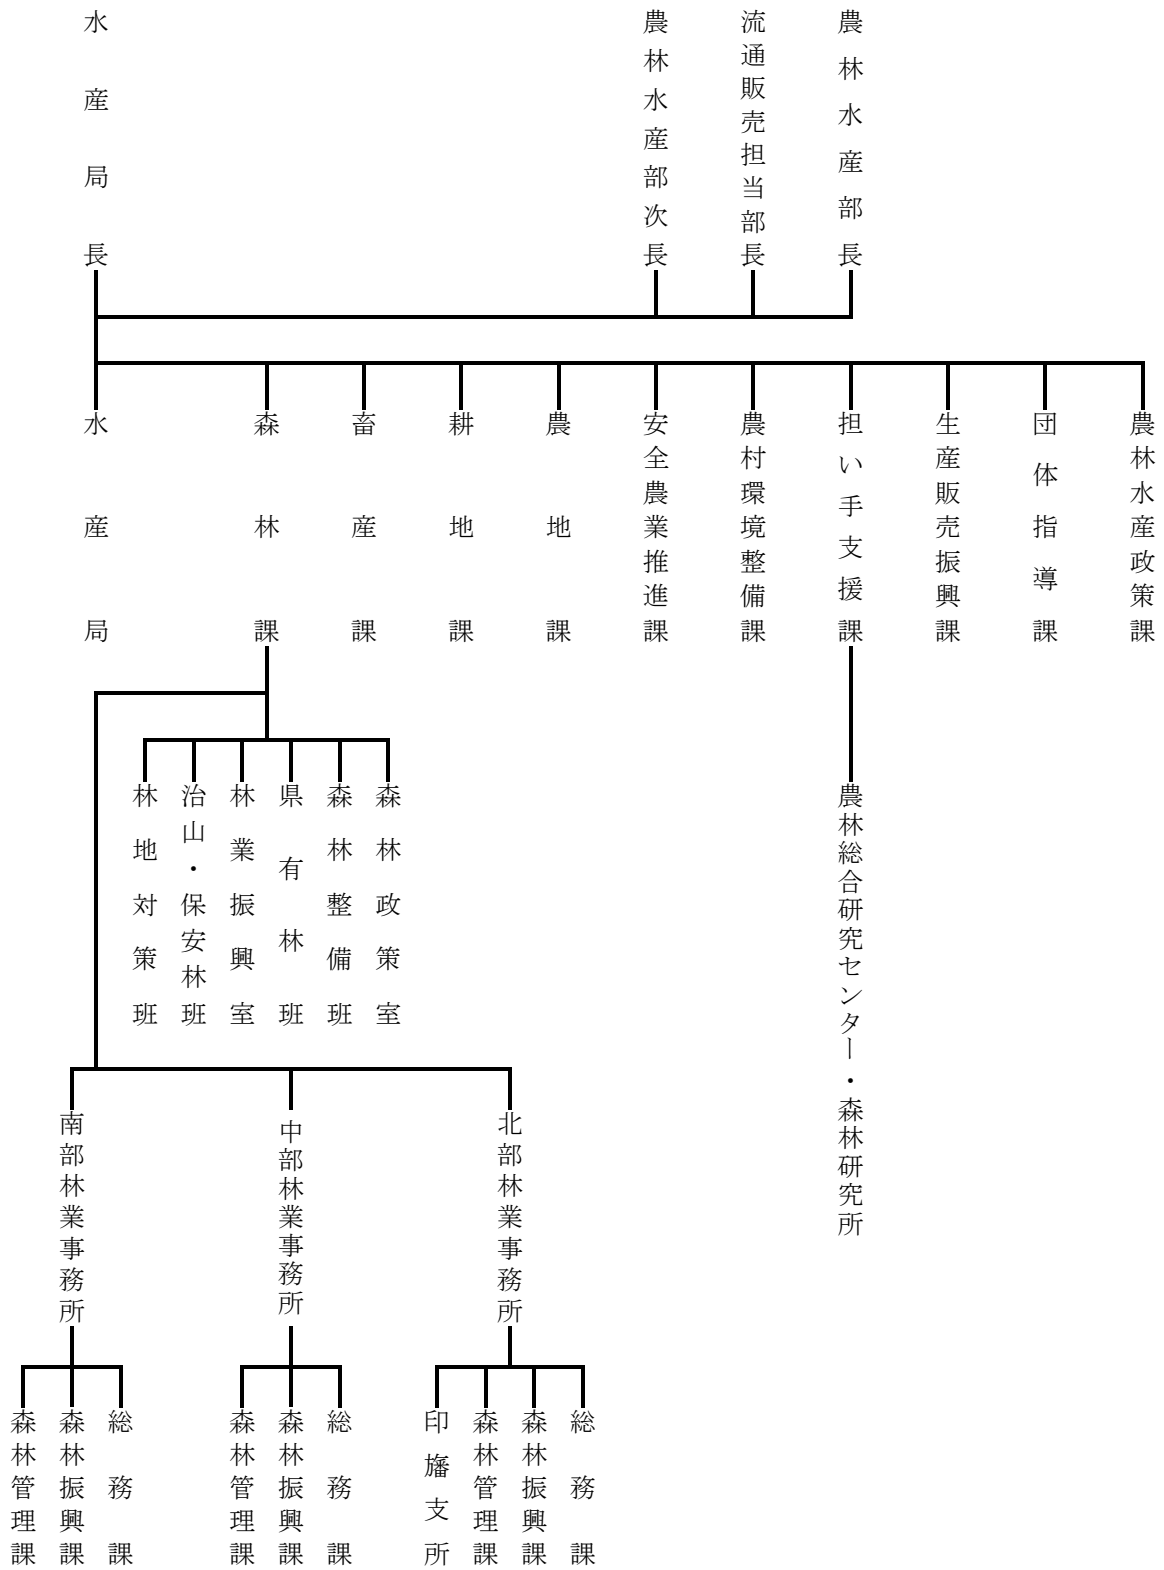 農林水産部長
流通販売担当部長
農林水産部次長
水産局長
農林水産政策課
団体指導課
生産販売振興課
担い手支援課
農村環境整備課
安全農業推進課
農地課
耕地課
畜産課
森林課
水産局
農林総合研究センター・森林研究所
森林政策室
森林整備班
県有林班
林業振興室
治山・保安林班
林地対策班
北部林業事務所
中部林業事務所
南部林業事務所
総務課
森林振興課
森林管理課
印旛支所
総務課
森林振興課
森林管理課
総務課
森林振興課
森林管理課